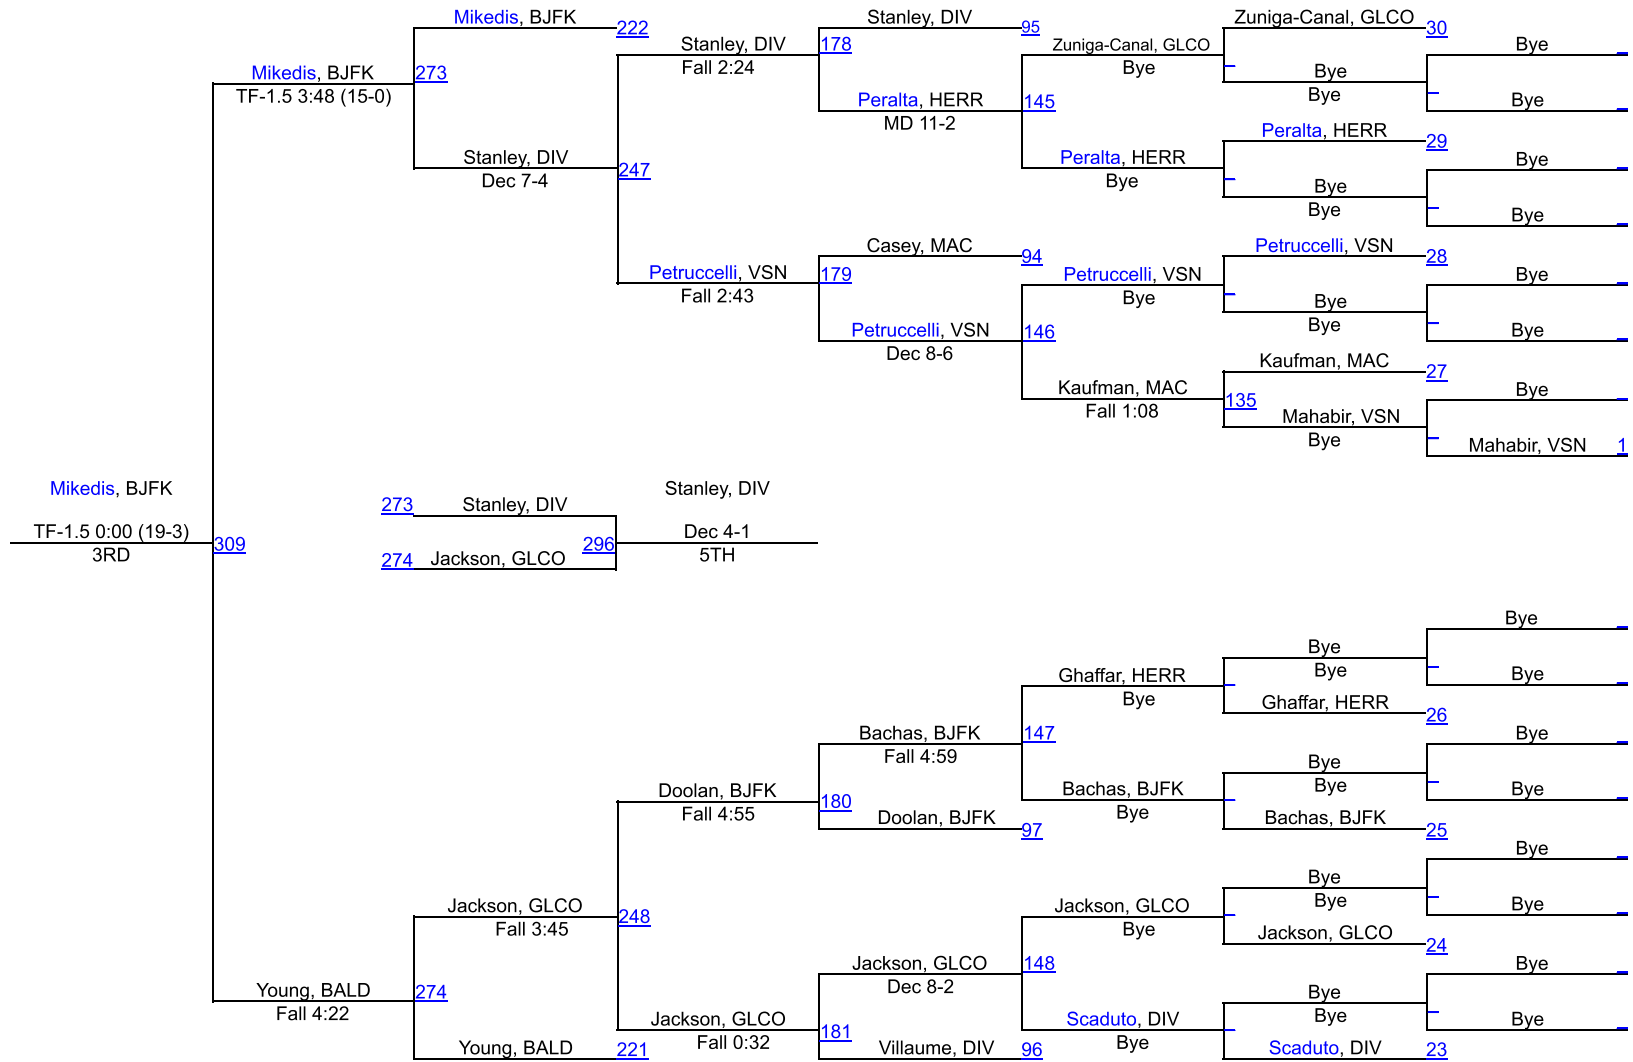 Mikedis, BJFK
222
Stanley, DIV
95
Zuniga-Canal, GLCO
30
Stanley, DIV
178
Fall 2:24
Zuniga-Canal, GLCO
Bye
Bye
Mikedis, BJFK
273
TF-1.5 3:48 (15-0)
Bye
Bye
Peralta, HERR
145
MD 11-2
Bye
Peralta, HERR
29
Stanley, DIV
Dec 7-4
247
Peralta, HERR
Bye
Bye
Bye
Bye
Bye
Casey, MAC
94
Petruccelli, VSN
28
Petruccelli, VSN
179
Fall 2:43
Petruccelli, VSN
Bye
Bye
Bye
Bye
Petruccelli, VSN
146
Dec 8-6
Bye
Kaufman, MAC
27
Kaufman, MAC
135
Fall 1:08
Bye
Mahabir, VSN
Bye
Mahabir, VSN
1
Mikedis, BJFK
Stanley, DIV
273
Stanley, DIV
TF-1.5 0:00 (19-3)
309
3RD
296
Dec 4-1
5TH
274
Jackson, GLCO
Bye
Bye
Bye
Ghaffar, HERR
Bye
Bye
Ghaffar, HERR
26
Bachas, BJFK
147
Fall 4:59
Bye
Bye
Bye
Doolan, BJFK
180
Fall 4:55
Bachas, BJFK
Bye
Bye
Doolan, BJFK
97
Bachas, BJFK
25
Bye
Bye
Bye
Jackson, GLCO
248
Fall 3:45
Jackson, GLCO
Bye
Bye
Jackson, GLCO
24
Jackson, GLCO
148
Dec 8-2
Bye
Young, BALD
274
Fall 4:22
Bye
Bye
Jackson, GLCO
181
Fall 0:32
Scaduto, DIV
Bye
Bye
Young, BALD
221
Villaume, DIV
96
Scaduto, DIV
23